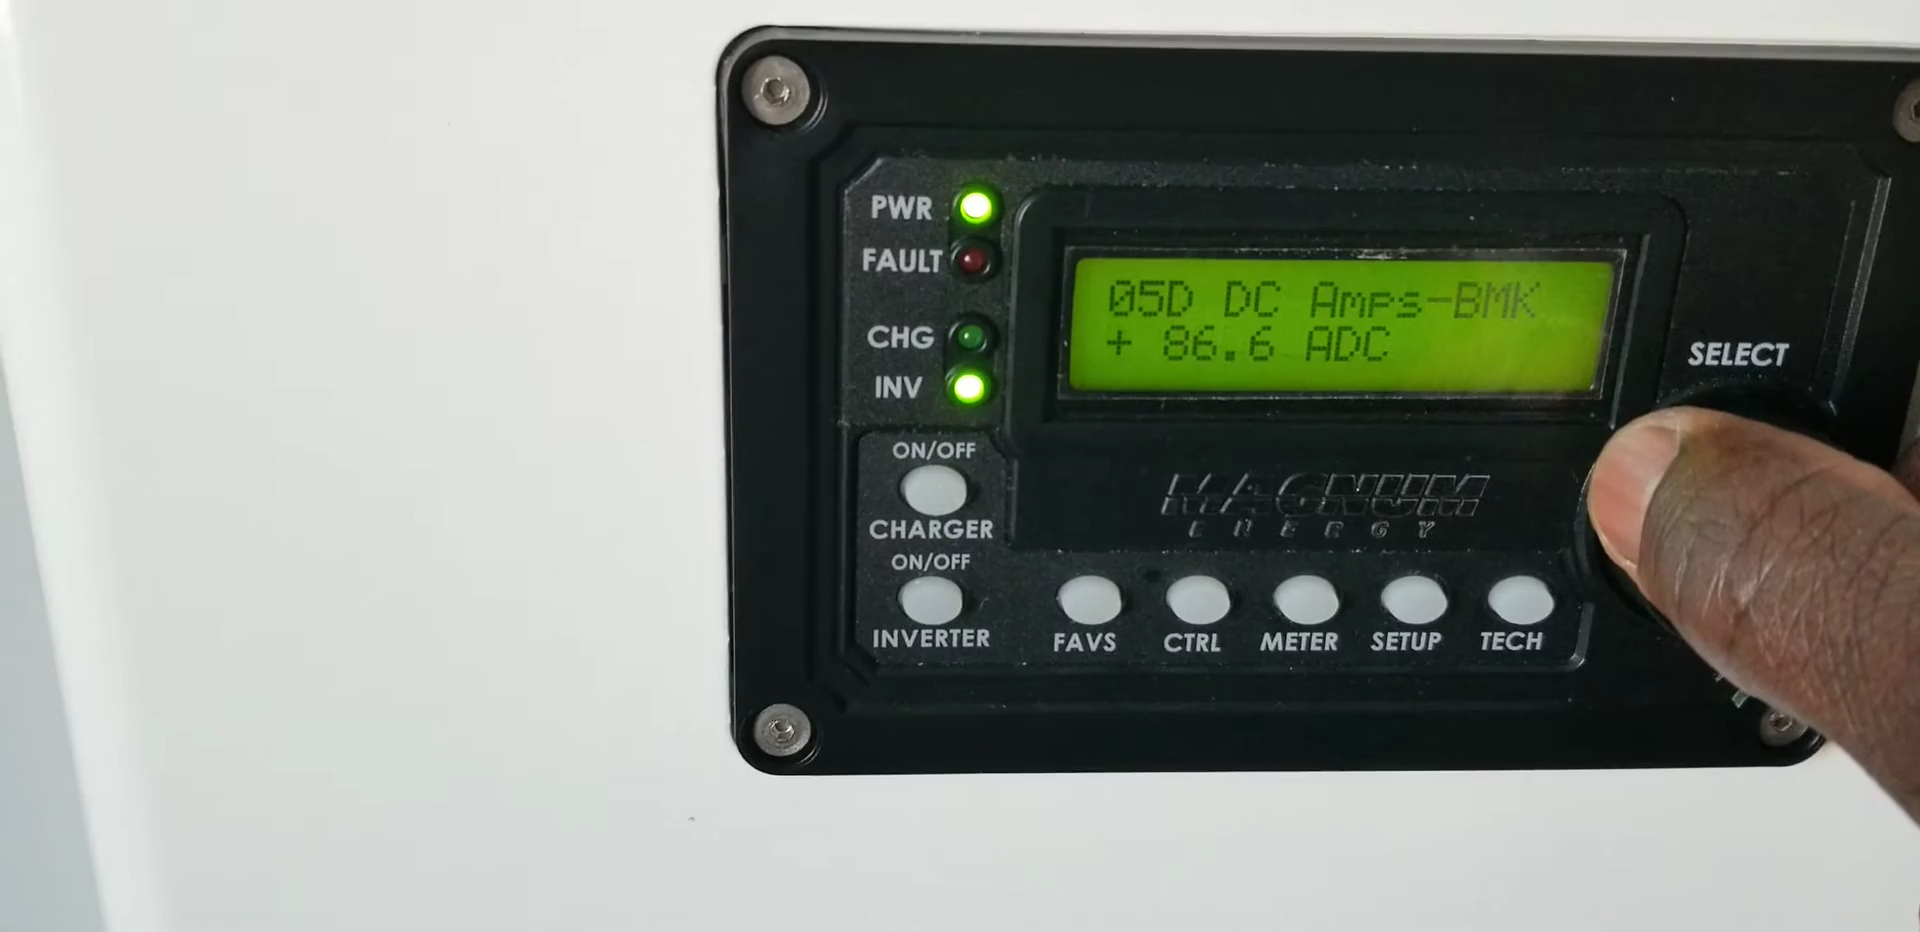 PWR
FAULT
CHG
INV
05D DC Amps-BMK
+ 86.6 ADC
SELECT
ON/OFF
CHARGER
ON/OFF
INVERTER
MAGNUM
ENERGY
FAVS
CTRL
METER
SETUP
TECH